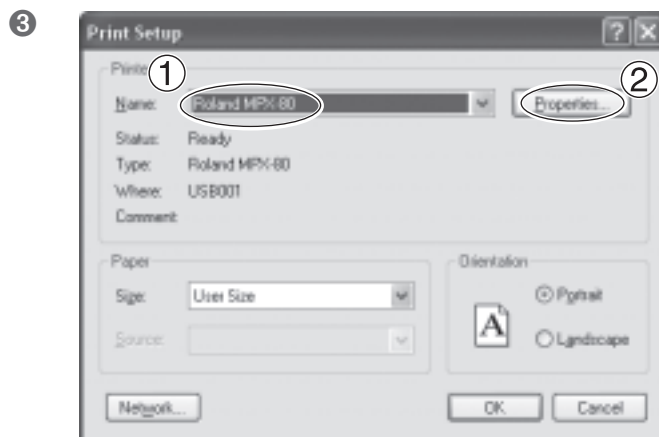 3
Print Setup
Printer
1
2
Name: Roland MPX-80 Properties...
Status: Ready
Type: Roland MPX-80
Where: USB001
Comment:
Paper
Orientation
Size: User Size
Portrait
Source:
A
Landscape
Network...
OK
Cancel